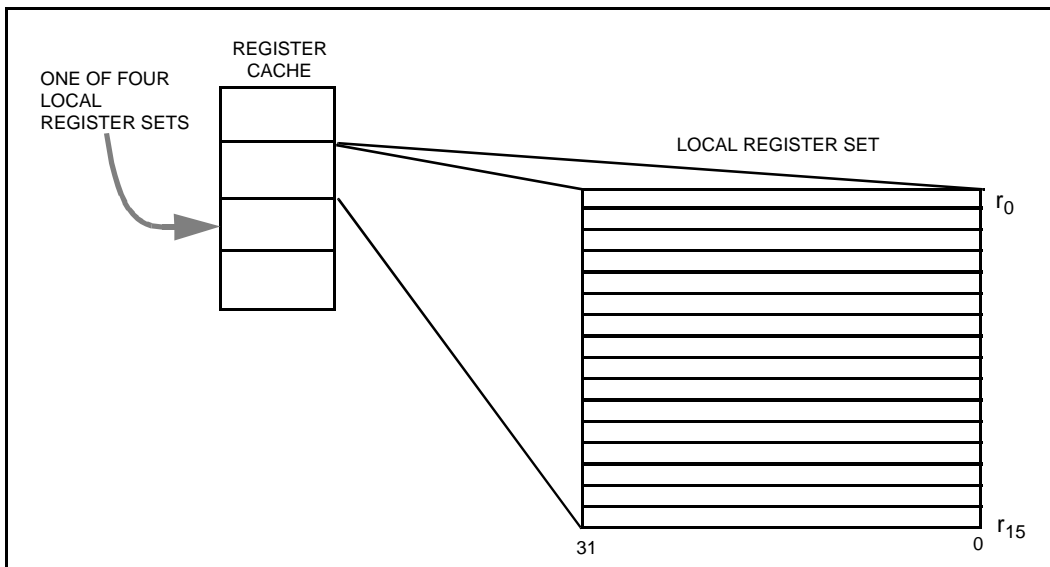 REGISTER
CACHE
ONE OF FOUR
LOCAL
REGISTER SETS
LOCAL REGISTER SET
r0
r15
31
0